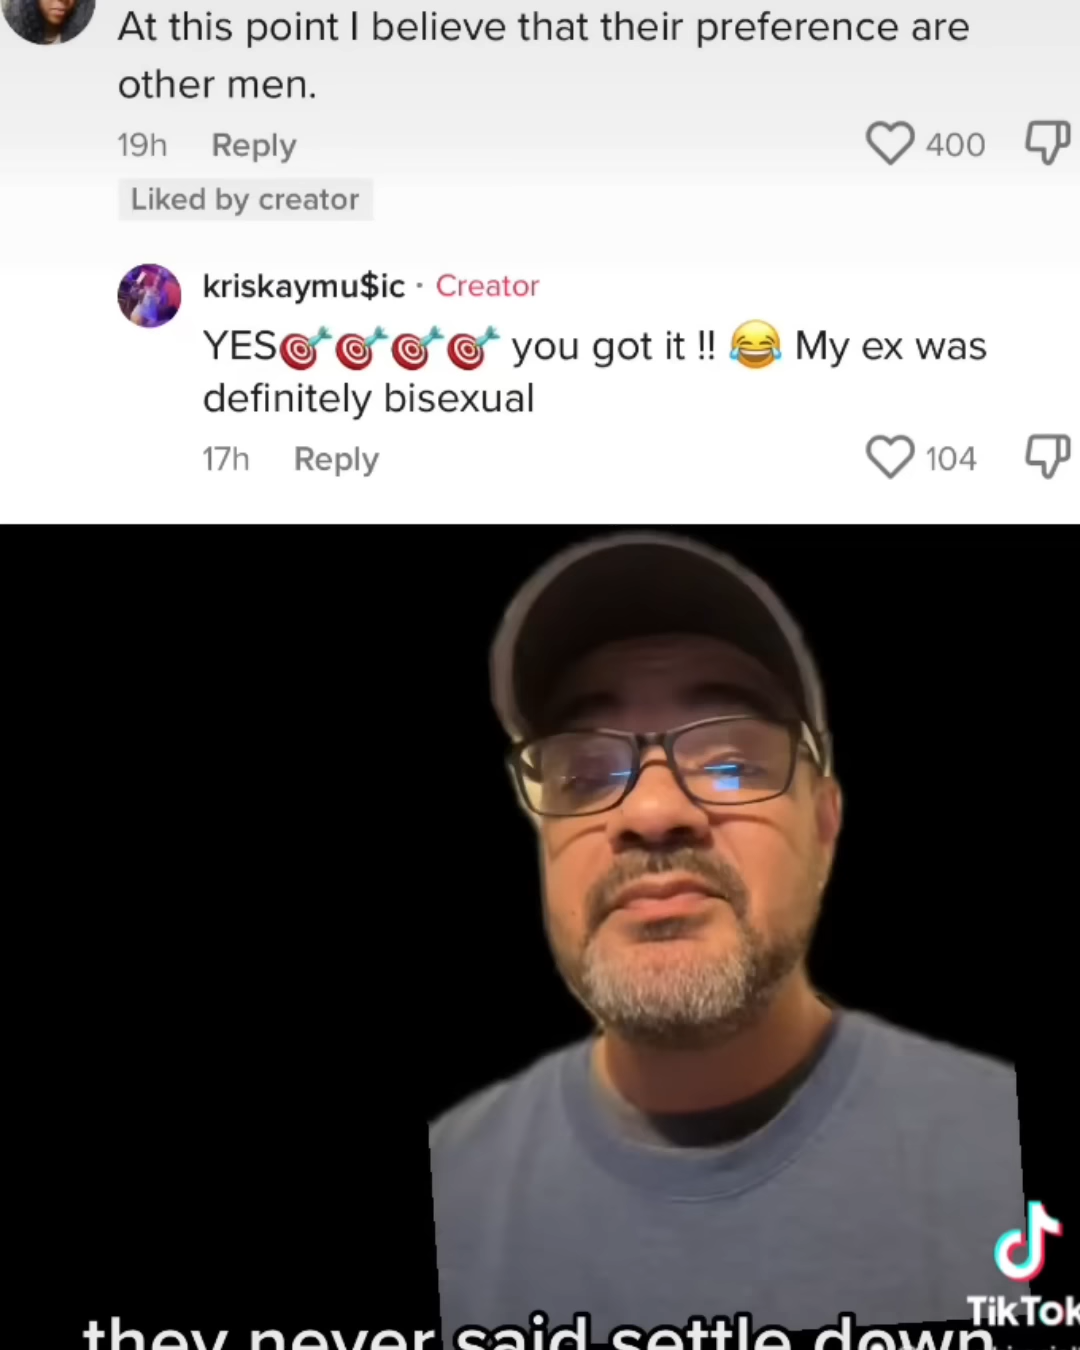 At this point I believe that their preference are
other men.
19h Reply 400
Liked by creator
kriskaymu$ic · Creator
YES🎯🎯🎯🎯 you got it !! 😂 My ex was
definitely bisexual
17h Reply 104
TikTok
they never said settle down